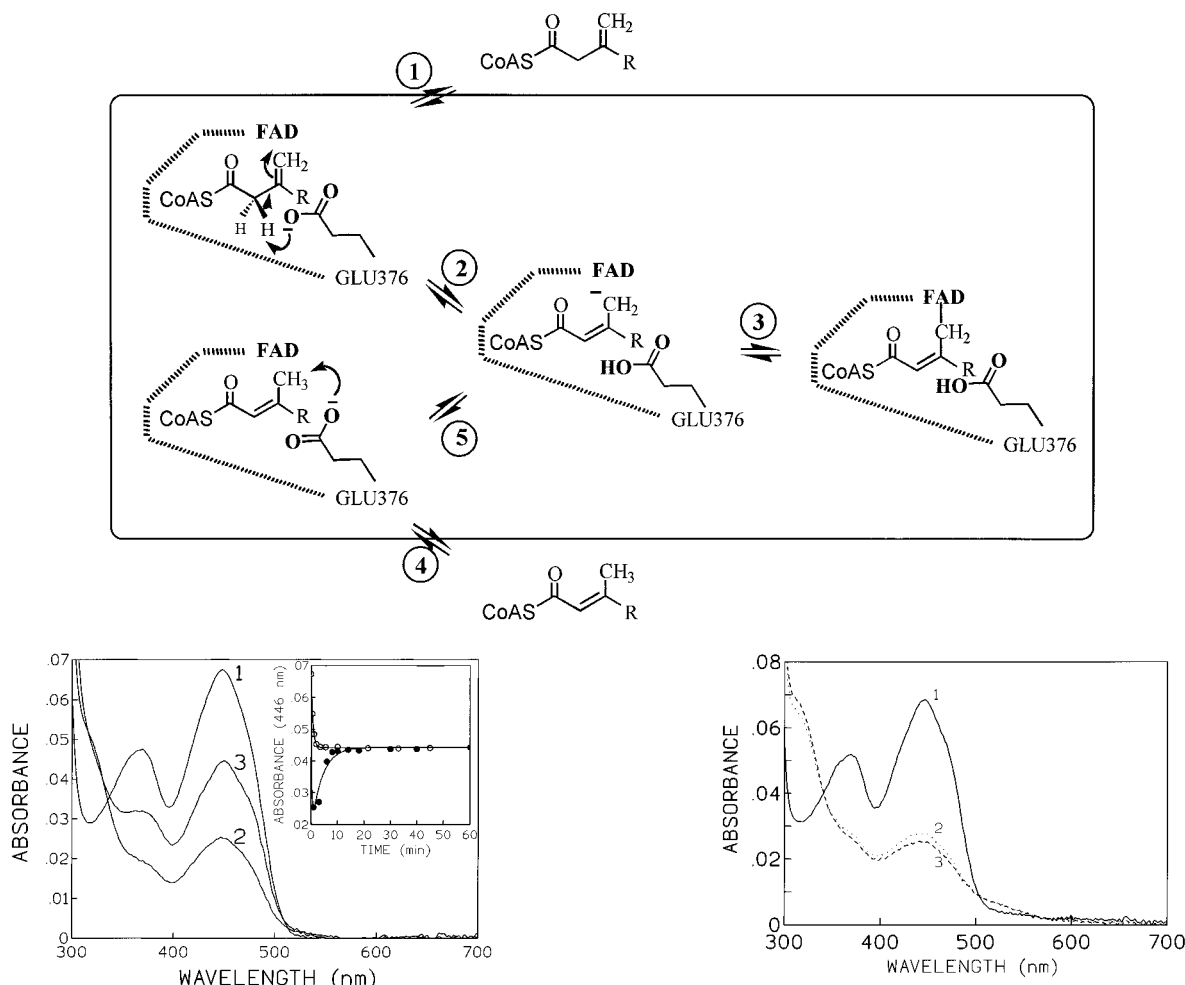 O
CH2
CoAS
R
1
FAD
O
CH2
CoAS
R
O
H
H
O
−
GLU376
2
FAD
−
O
CH2
CoAS
R
O
HO
GLU376
3
FAD
O
CH2
CoAS
R
O
HO
GLU376
FAD
O
CH3
−
CoAS
R
O
O
GLU376
5
4
O
CH3
CoAS
R
.07
.06
.05
.04
.03
.02
.01
0
ABSORBANCE
300 400 500 600 700
WAVELENGTH (nm)
1
3
2
.07
.06
.05
.04
.03
.02
ABSORBANCE (446 nm)
0 10 20 30 40 50 60
TIME (min)
.08
.06
.04
.02
0
ABSORBANCE
1
2
3
300 400 500 600 700
WAVELENGTH (nm)